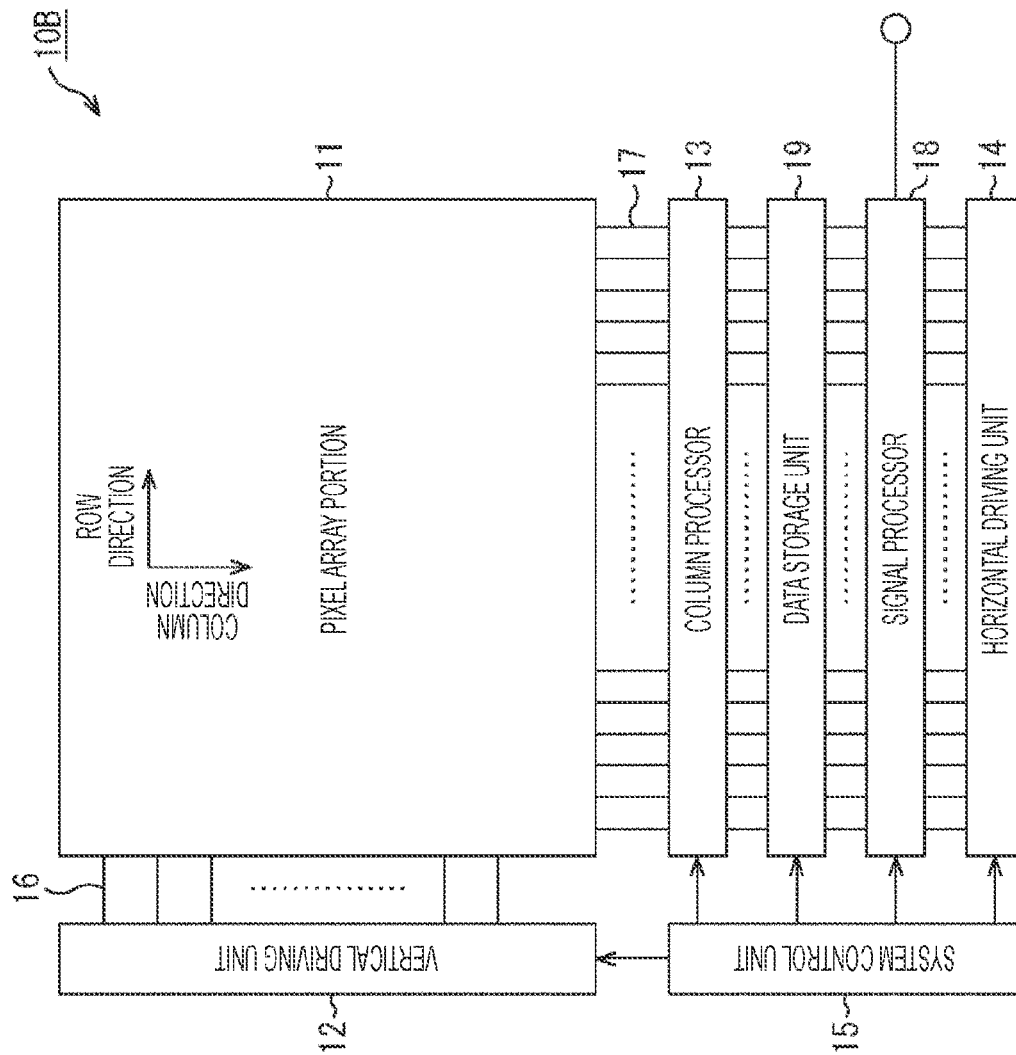 10B
ROW
DIRECTION
COLUMN
DIRECTION
PIXEL ARRAY PORTION
11
16
VERTICAL DRIVING UNIT
12
17
COLUMN PROCESSOR
13
DATA STORAGE UNIT
19
SIGNAL PROCESSOR
18
HORIZONTAL DRIVING UNIT
14
SYSTEM CONTROL UNIT
15